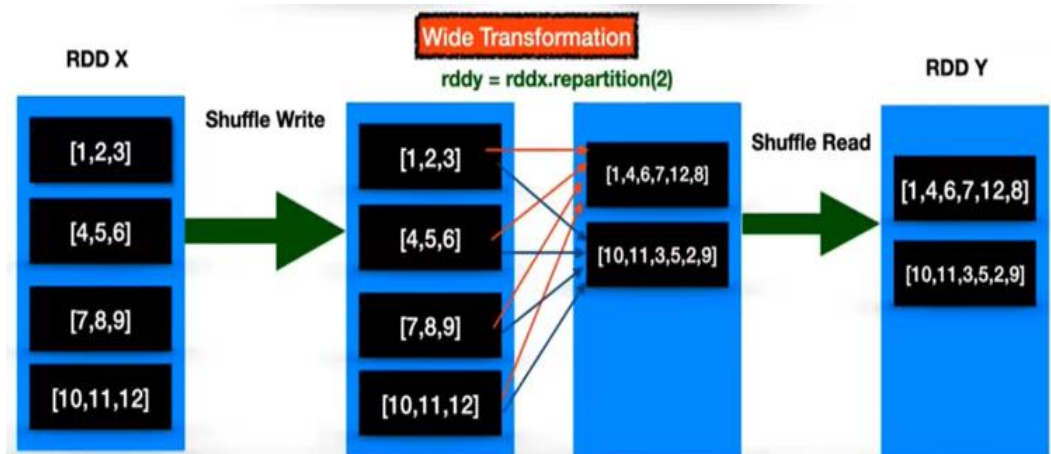 Wide Transformation
rddy = rddx.repartition(2)
RDD X
[1,2,3]
[4,5,6]
[7,8,9]
[10,11,12]
Shuffle Write
[1,2,3]
[4,5,6]
[7,8,9]
[10,11,12]
[1,4,6,7,12,8]
[10,11,3,5,2,9]
Shuffle Read
RDD Y
[1,4,6,7,12,8]
[10,11,3,5,2,9]